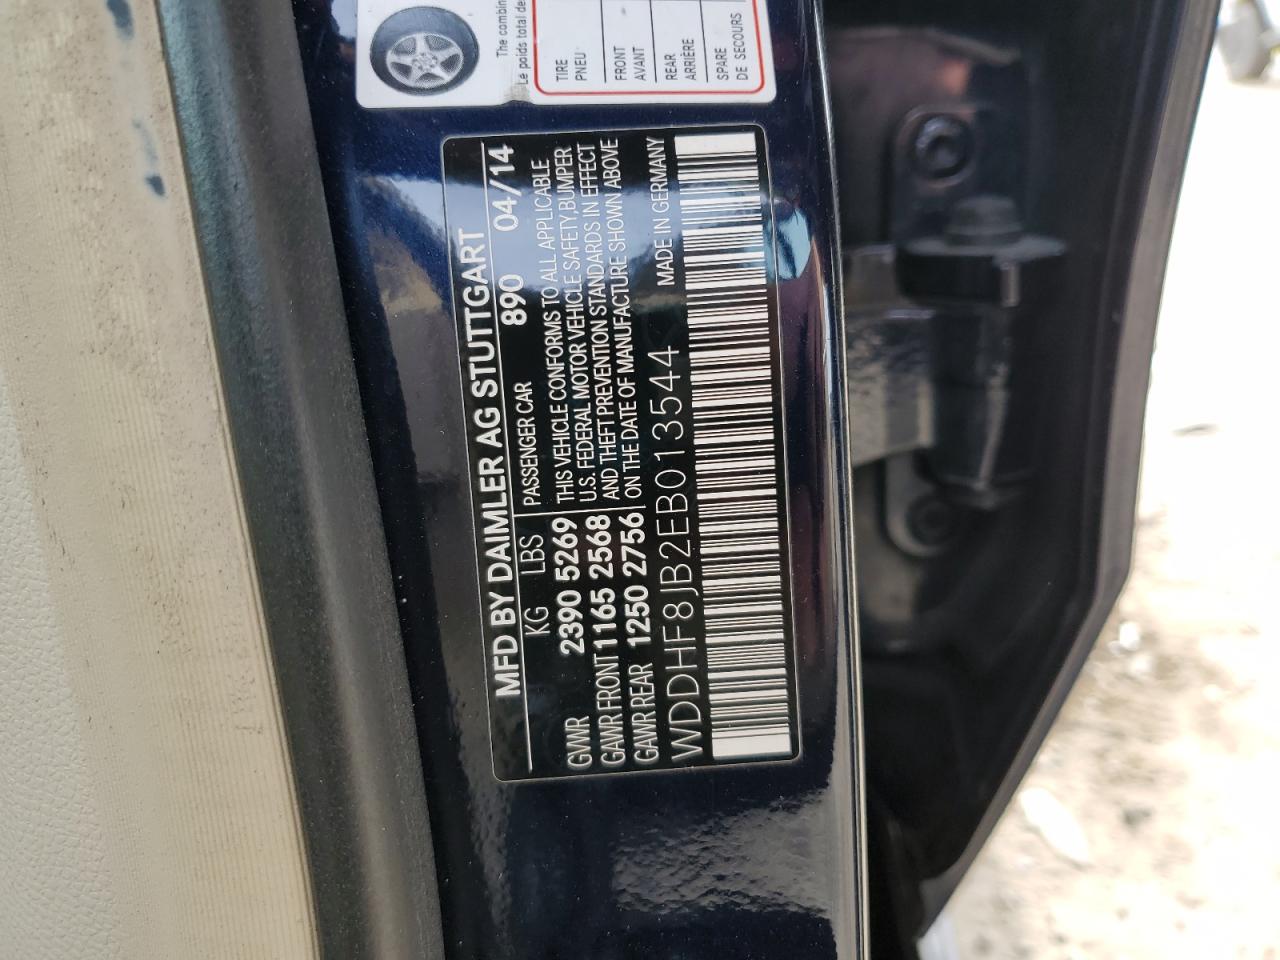 MFD BY DAIMLER AG STUTTGART
KG LBS PASSENGER CAR 890 04/14
GVWR 2390 5269
GAWR FRONT 1165 2568
GAWR REAR 1250 2756
THIS VEHICLE CONFORMS TO ALL APPLICABLE
U.S. FEDERAL MOTOR VEHICLE SAFETY, BUMPER
AND THEFT PREVENTION STANDARDS IN EFFECT
ON THE DATE OF MANUFACTURE SHOWN ABOVE
WDDHF8JB2EB013544 MADE IN GERMANY
The combin
Le poids total de
TIRE
PNEU
FRONT
AVANT
REAR
ARRIÈRE
SPARE
DE SECOURS